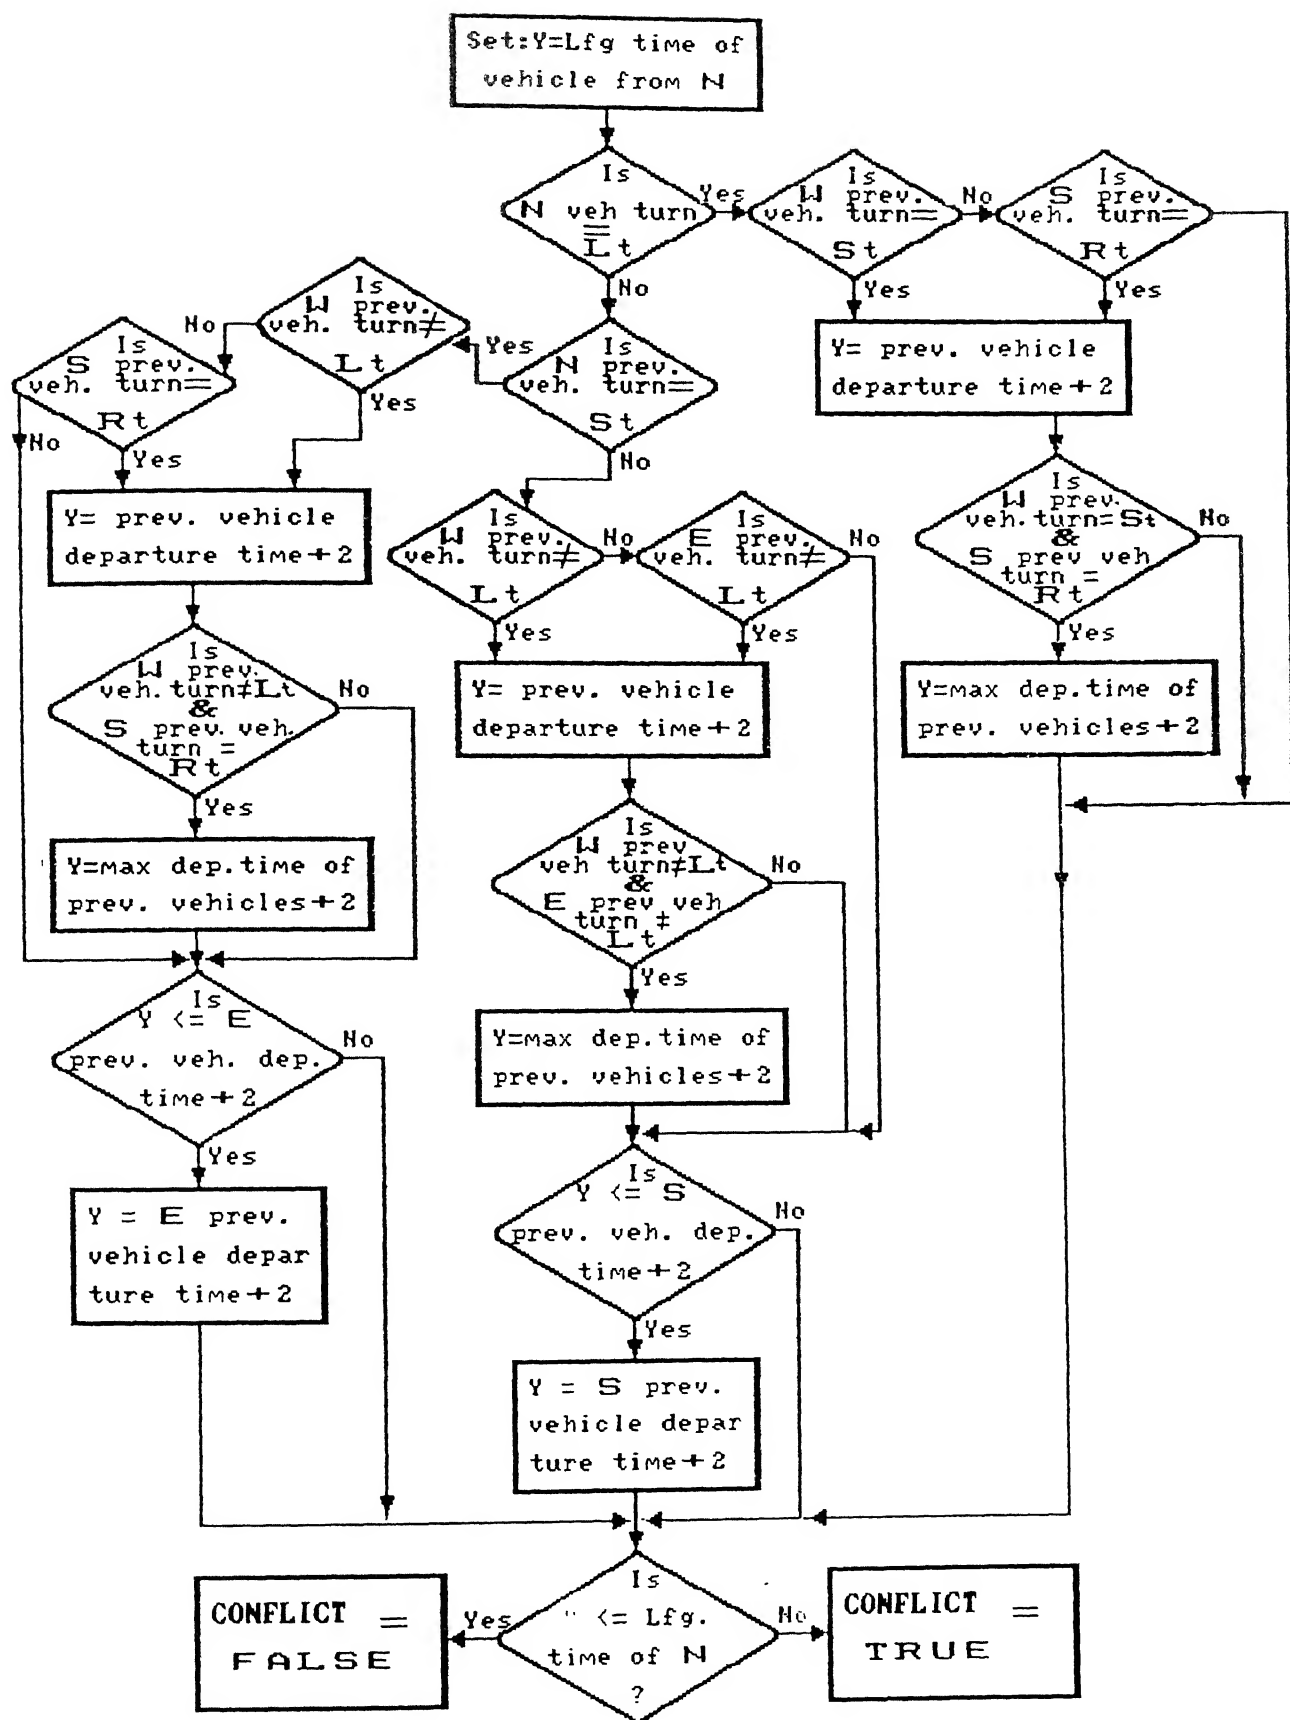 Set:Y=Lfg time of
vehicle from N
Is
N veh turn
=
Lt
Yes
No
Is
W prev.
veh. turn=
St
No
Yes
Is
S prev.
veh. turn=
Rt
Yes
Y= prev. vehicle
departure time+2
Is
W prev.
veh.turn=St
&
S prev veh
turn =
Rt
No
Yes
Y=max dep.time of
prev. vehicles+2
Is
N prev.
veh. turn=
St
Yes
No
Is
W prev.
veh. turn≠
Lt
No
Yes
Is
S prev.
veh. turn=
Rt
No
Yes
Y= prev. vehicle
departure time+2
Is
W prev.
veh.turn≠Lt
&
S prev. veh.
turn =
Rt
No
Yes
Y=max dep.time of
prev. vehicles+2
Is
Y <= E
prev. veh. dep.
time+2
No
Yes
Y = E prev.
vehicle depar
ture time+2
Is
W prev.
veh. turn≠
Lt
No
Yes
Is
E prev.
veh. turn≠
Lt
No
Yes
Y= prev. vehicle
departure time+2
Is
W prev
veh turn≠Lt
&
E prev veh
turn ≠
Lt
No
Yes
Y=max dep.time of
prev. vehicles+2
Is
Y <= S
prev. veh. dep.
time+2
No
Yes
Y = S prev.
vehicle depar
ture time+2
Is
<= Lfg.
time of N
?
Yes
No
CONFLICT =
FALSE
CONFLICT =
TRUE